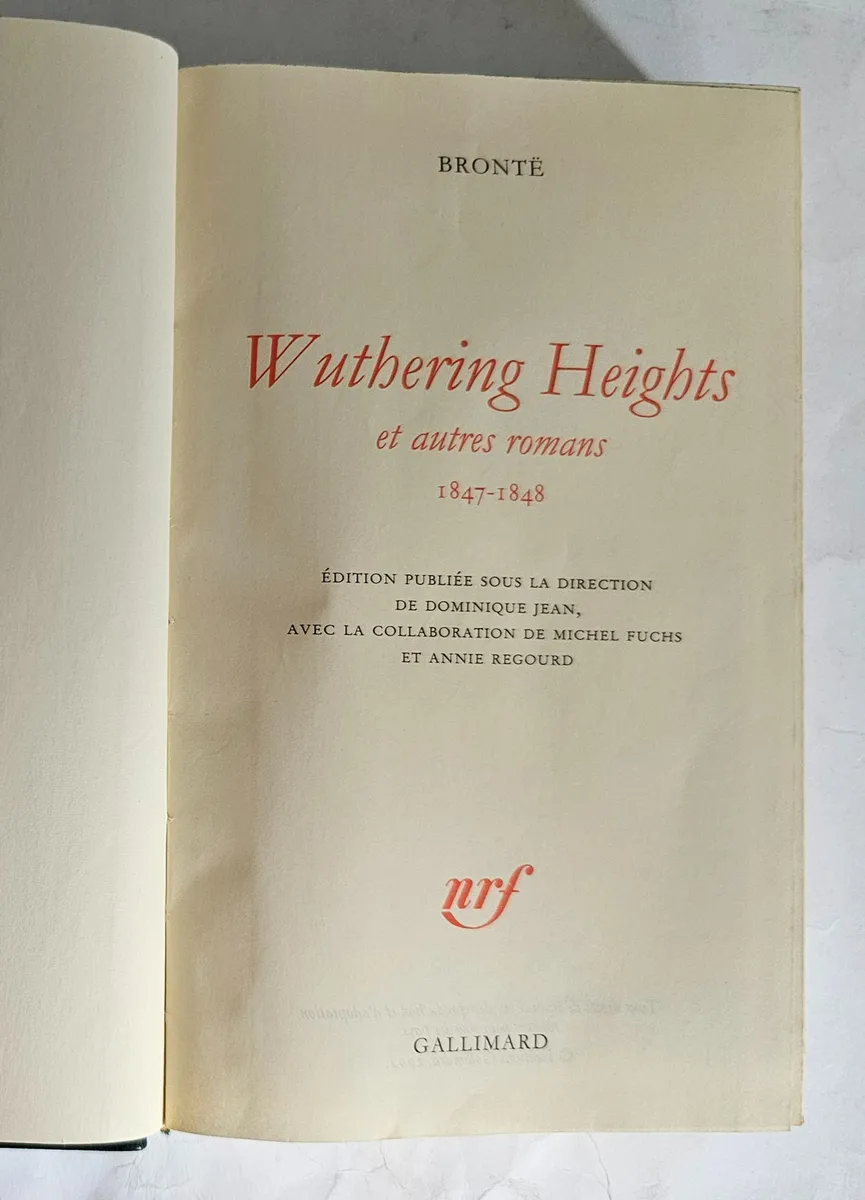 BRONTË
Wuthering Heights
et autres romans
1847-1848
ÉDITION PUBLIÉE SOUS LA DIRECTION
DE DOMINIQUE JEAN,
AVEC LA COLLABORATION DE MICHEL FUCHS
ET ANNIE REGOURD
nrf
GALLIMARD